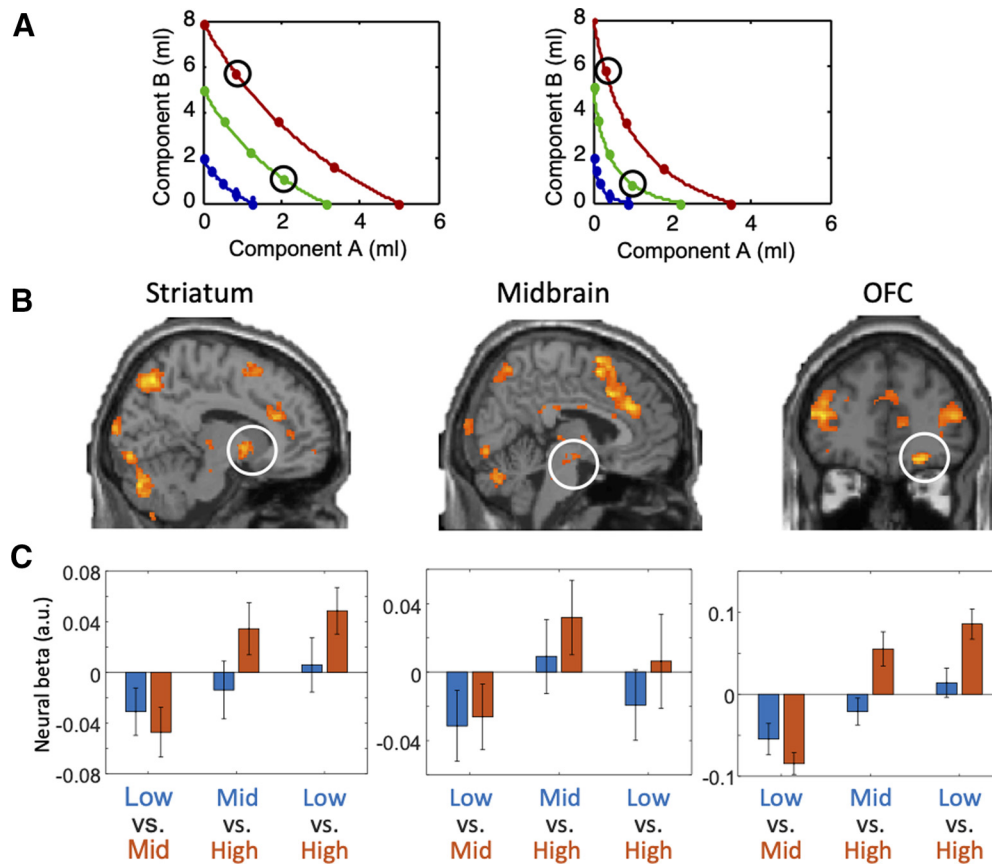 A
Component B (ml)
8
6
4
2
0
0 2 4 6
Component A (ml)
Component B (ml)
8
6
4
2
0
0 2 4 6
Component A (ml)
B
Striatum
Midbrain
OFC
C
Neural beta (a.u.)
0.08
0.04
0
-0.04
-0.08
Low vs. Mid
Mid vs. High
Low vs. High
0.04
0
-0.04
Low vs. Mid
Mid vs. High
Low vs. High
0.1
0
-0.1
Low vs. Mid
Mid vs. High
Low vs. High